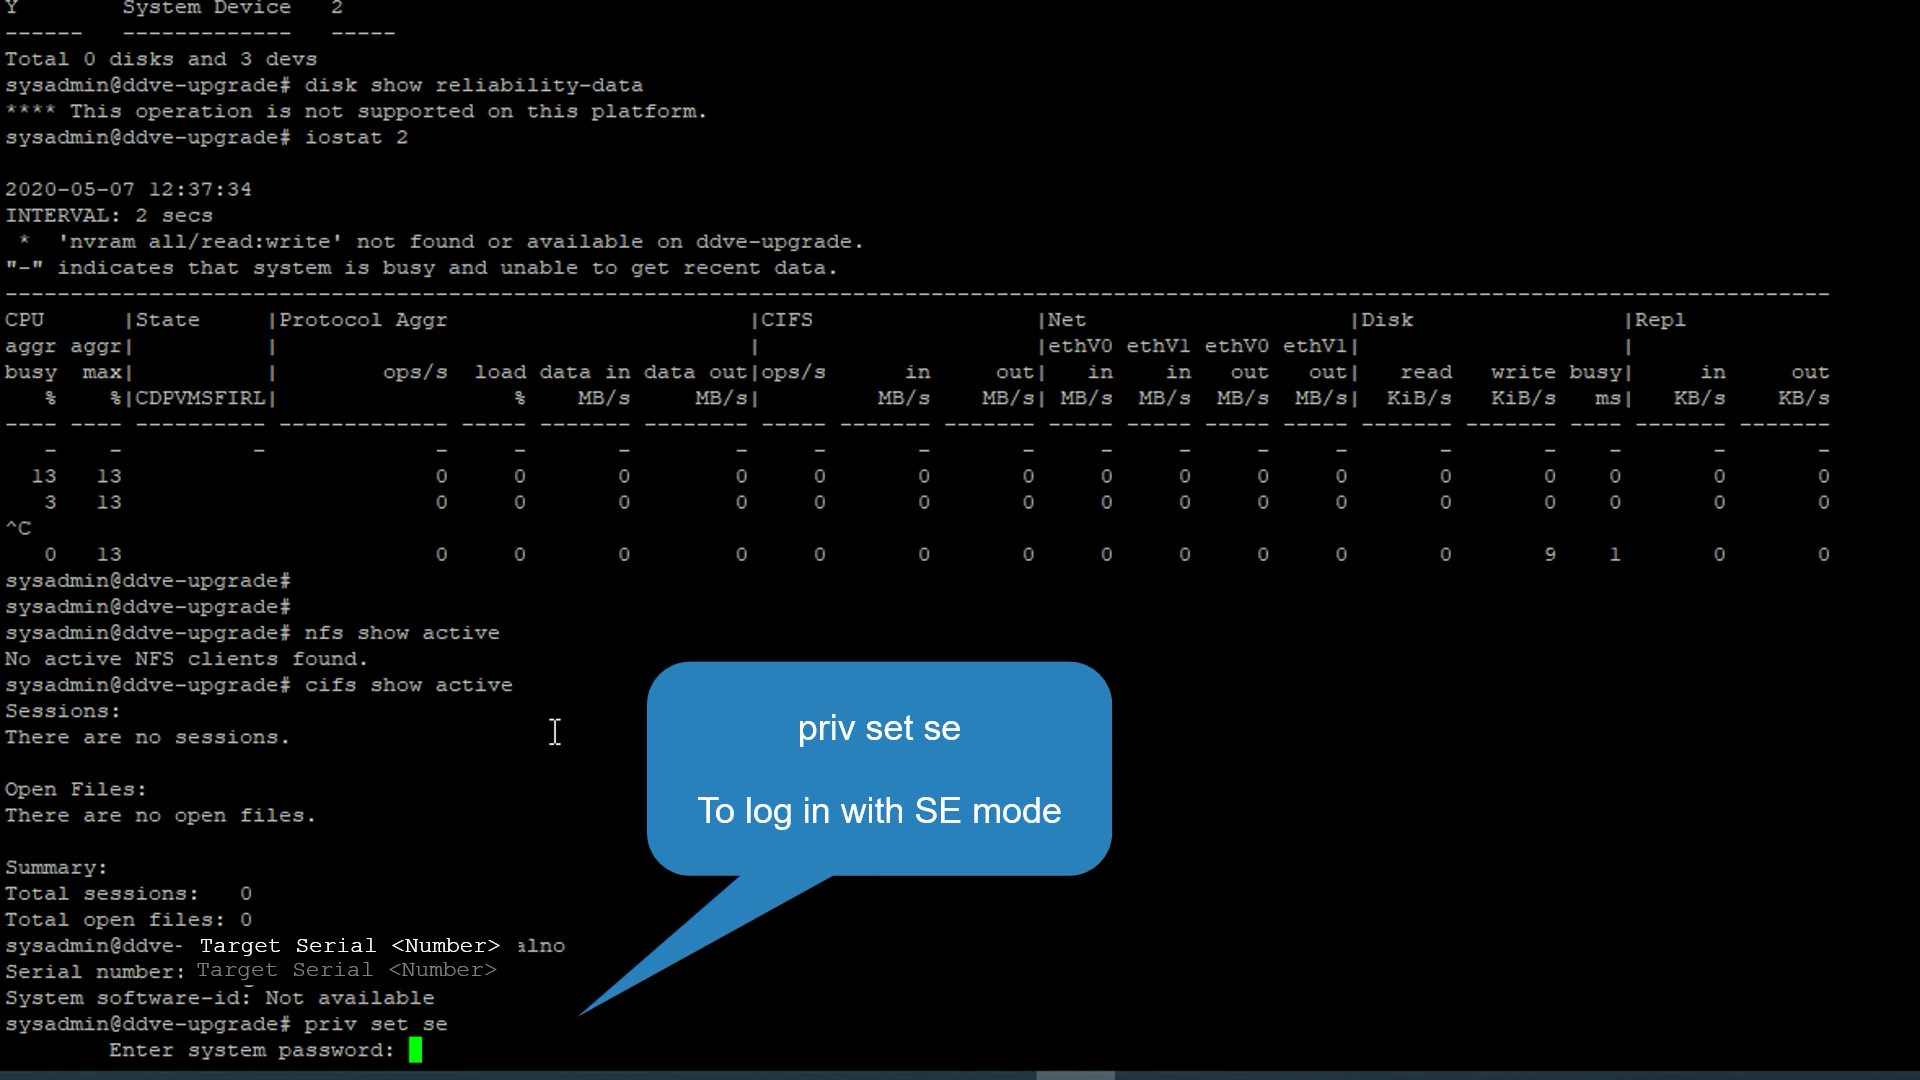 Y        System Device   2
------   -------------   -----
Total 0 disks and 3 devs
sysadmin@ddve-upgrade# disk show reliability-data
**** This operation is not supported on this platform.
sysadmin@ddve-upgrade# iostat 2
2020-05-07 12:37:34
INTERVAL: 2 secs
 *  'nvram all/read:write' not found or available on ddve-upgrade.
"-" indicates that system is busy and unable to get recent data.
--------------------------------------------------------------------------------------------------------------------------------------------
CPU      |State     |Protocol Aggr                       |CIFS                 |Net                    |Disk                |Repl
aggr aggr|          |                                    |                     |ethV0 ethV1 ethV0 ethV1|                    |
busy  max|          |        ops/s  load data in data out|ops/s      in     out|   in    in   out   out|   read   write busy|     in     out
   %    %|CDPVMSFIRL|                  %    MB/s     MB/s|         MB/s    MB/s| MB/s  MB/s  MB/s  MB/s|  KiB/s   KiB/s   ms|   KB/s    KB/s
---- ---- ---------- ------------- ----- ------- -------- ----- ------- ------- ----- ----- ----- ----- ------- ------- ---- ------- -------
   -    -          -             -     -       -        -     -       -       -     -     -     -     -       -       -    -       -       -
  13   13                        0     0       0        0     0       0       0     0     0     0     0       0       0    0       0       0
   3   13                        0     0       0        0     0       0       0     0     0     0     0       0       0    0       0       0
^C
   0   13                        0     0       0        0     0       0       0     0     0     0     0       0       9    1       0       0
sysadmin@ddve-upgrade#
sysadmin@ddve-upgrade#
sysadmin@ddve-upgrade# nfs show active
No active NFS clients found.
sysadmin@ddve-upgrade# cifs show active
Sessions:
There are no sessions.
Open Files:
There are no open files.
Summary:
Total sessions:   0
Total open files: 0
sysadmin@ddve- Target Serial <Number> alno
Serial number: Target Serial <Number>
System software-id: Not available
sysadmin@ddve-upgrade# priv set se
        Enter system password:
priv set se
To log in with SE mode